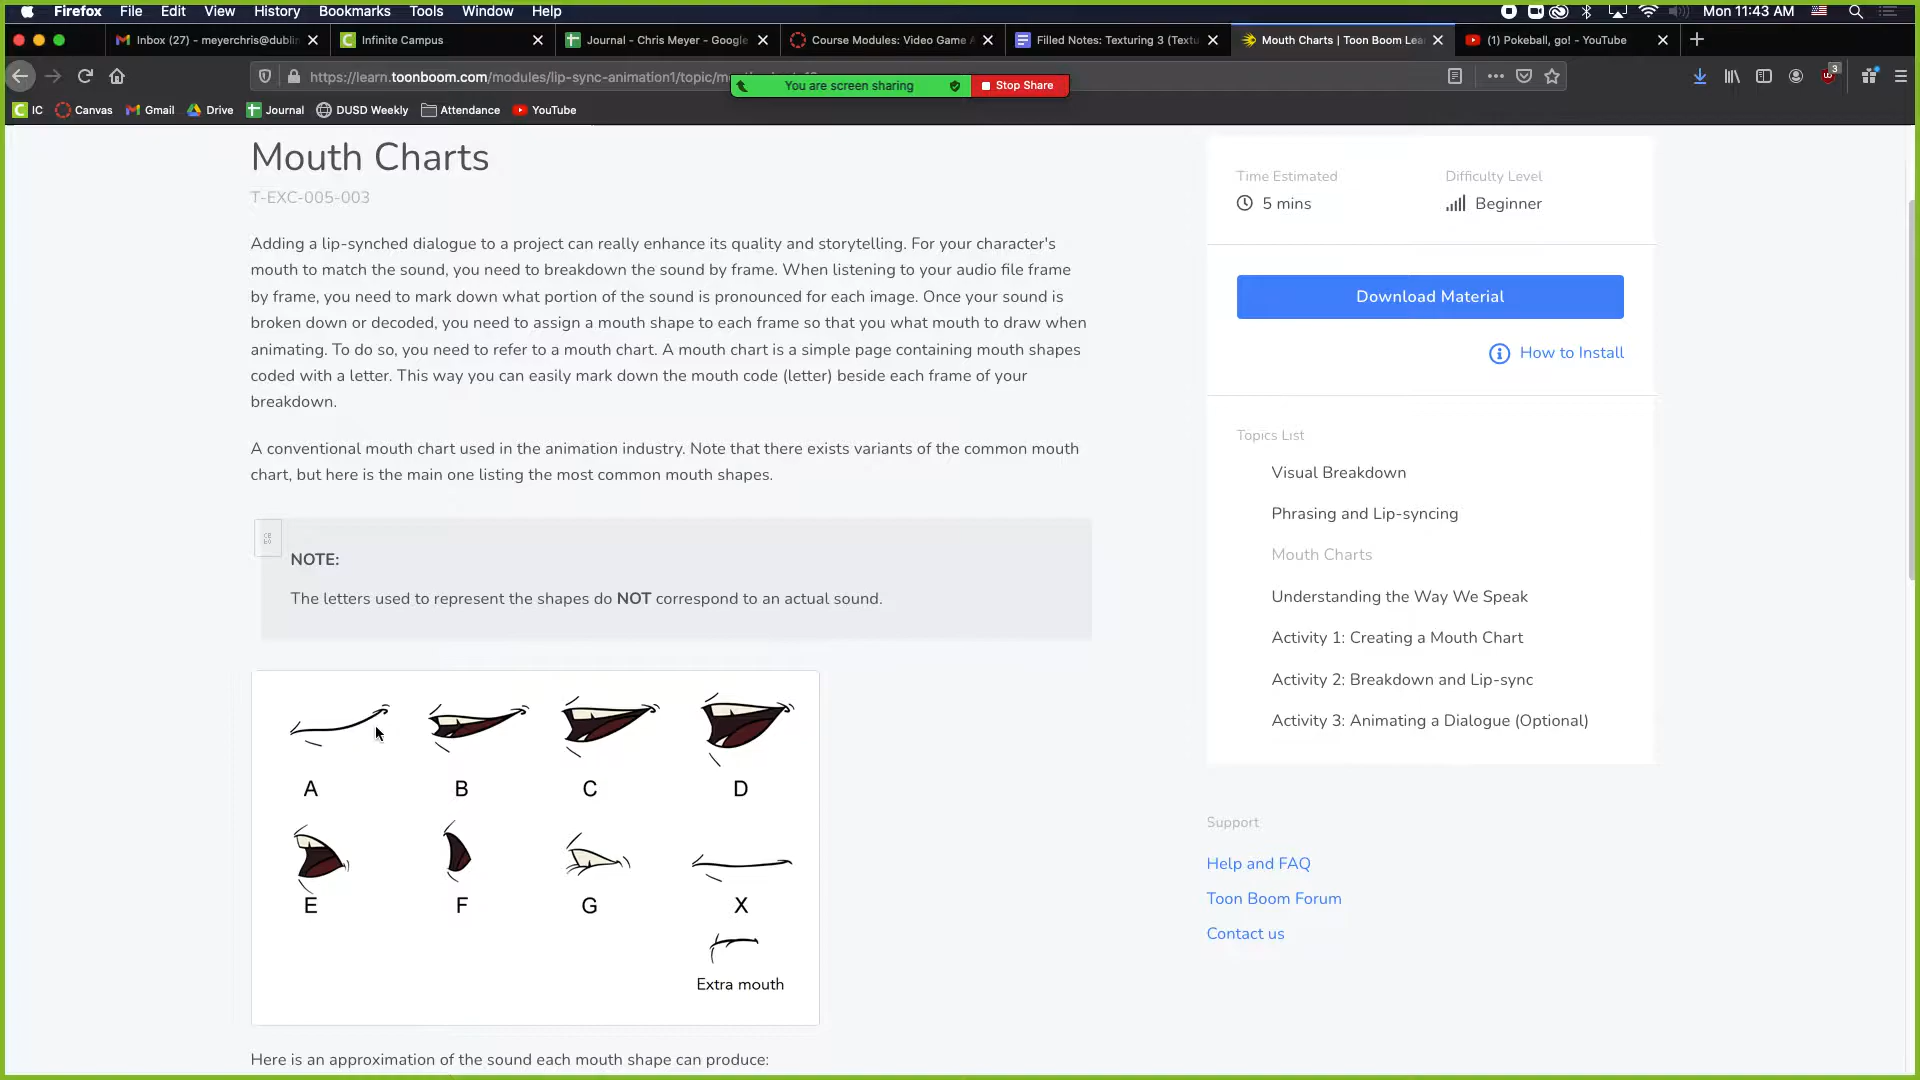 Firefox File Edit View History Bookmarks Tools Window Help Mon 11:43 AM
Inbox (27) - meyerchris@dublin Infinite Campus Journal - Chris Meyer - Google Course Modules: Video Game A Filled Notes: Texturing 3 (Textu Mouth Charts | Toon Boom Lea (1) Pokeball, go! - YouTube
https://learn.toonboom.com/modules/lip-sync-animation1/topic/m 3
You are screen sharing Stop Share
IC Canvas Gmail Drive Journal DUSD Weekly Attendance YouTube
Mouth Charts
T-EXC-005-003
Adding a lip-synched dialogue to a project can really enhance its quality and storytelling. For your character's
mouth to match the sound, you need to breakdown the sound by frame. When listening to your audio file frame
by frame, you need to mark down what portion of the sound is pronounced for each image. Once your sound is
broken down or decoded, you need to assign a mouth shape to each frame so that you what mouth to draw when
animating. To do so, you need to refer to a mouth chart. A mouth chart is a simple page containing mouth shapes
coded with a letter. This way you can easily mark down the mouth code (letter) beside each frame of your
breakdown.
A conventional mouth chart used in the animation industry. Note that there exists variants of the common mouth
chart, but here is the main one listing the most common mouth shapes.
NOTE:
The letters used to represent the shapes do NOT correspond to an actual sound.
A B C D
E F G X
Extra mouth
Here is an approximation of the sound each mouth shape can produce:
Time Estimated Difficulty Level
5 mins Beginner
Download Material
How to Install
Topics List
Visual Breakdown
Phrasing and Lip-syncing
Mouth Charts
Understanding the Way We Speak
Activity 1: Creating a Mouth Chart
Activity 2: Breakdown and Lip-sync
Activity 3: Animating a Dialogue (Optional)
Support
Help and FAQ
Toon Boom Forum
Contact us